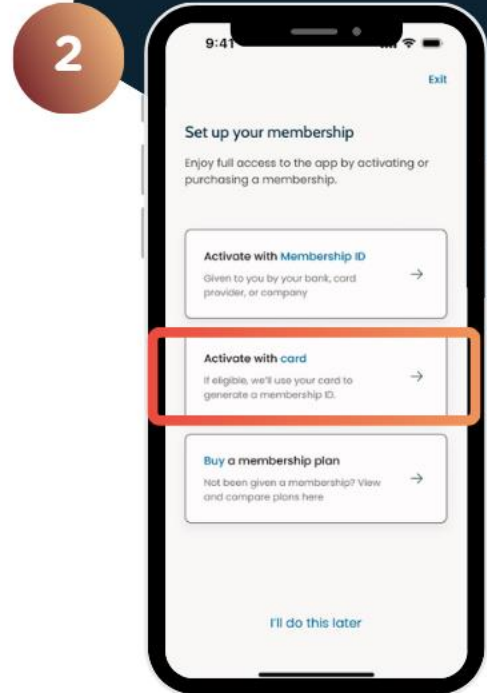 2
9:41
Exit
Set up your membership
Enjoy full access to the app by activating or
purchasing a membership.
Activate with Membership ID
Given to you by your bank, card
provider, or company
Activate with card
If eligible, we'll use your card to
generate a membership ID.
Buy a membership plan
Not been given a membership? View
and compare plans here
I'll do this later